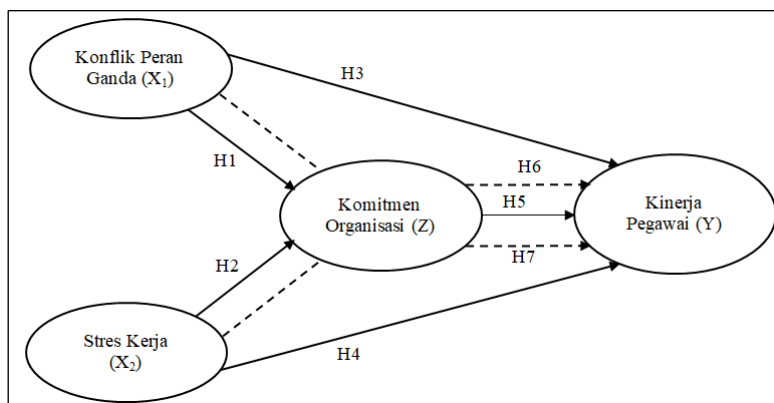 Konflik Peran
Ganda (X₁)
H3
H1
H6
Komitmen
Organisasi (Z)
H5
Kinerja
Pegawai (Y)
H7
H2
Stres Kerja
(X₂)
H4